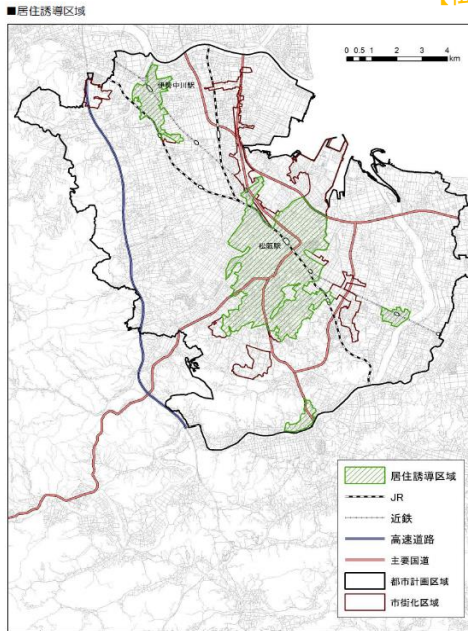 ■居住誘導区域
0 0.5 1 2 3 4
km
伊勢中川駅
松阪駅
居住誘導区域
JR
近鉄
高速道路
主要国道
都市計画区域
市街化区域